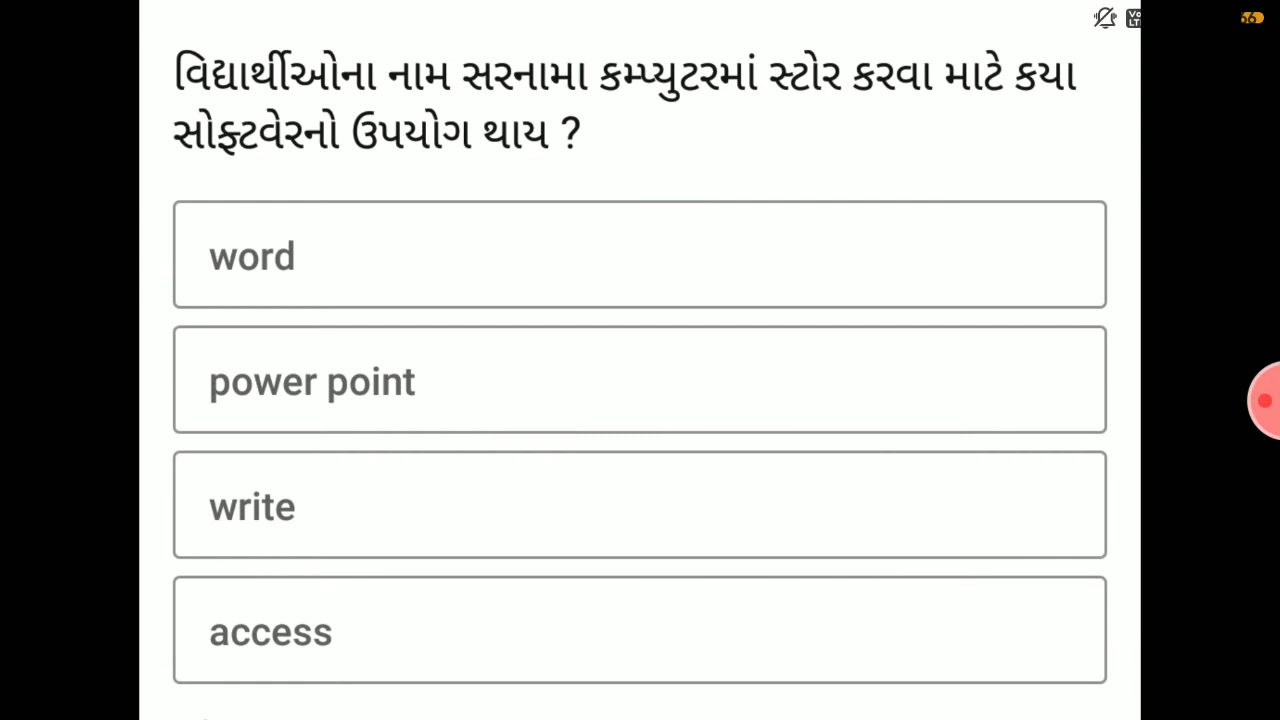 વિદ્યાર્થીઓના નામ સરનામા કમ્પ્યુટરમાં સ્ટોર કરવા માટે કયા
સોફ્ટવેરનો ઉપયોગ થાય ?
word
power point
write
access